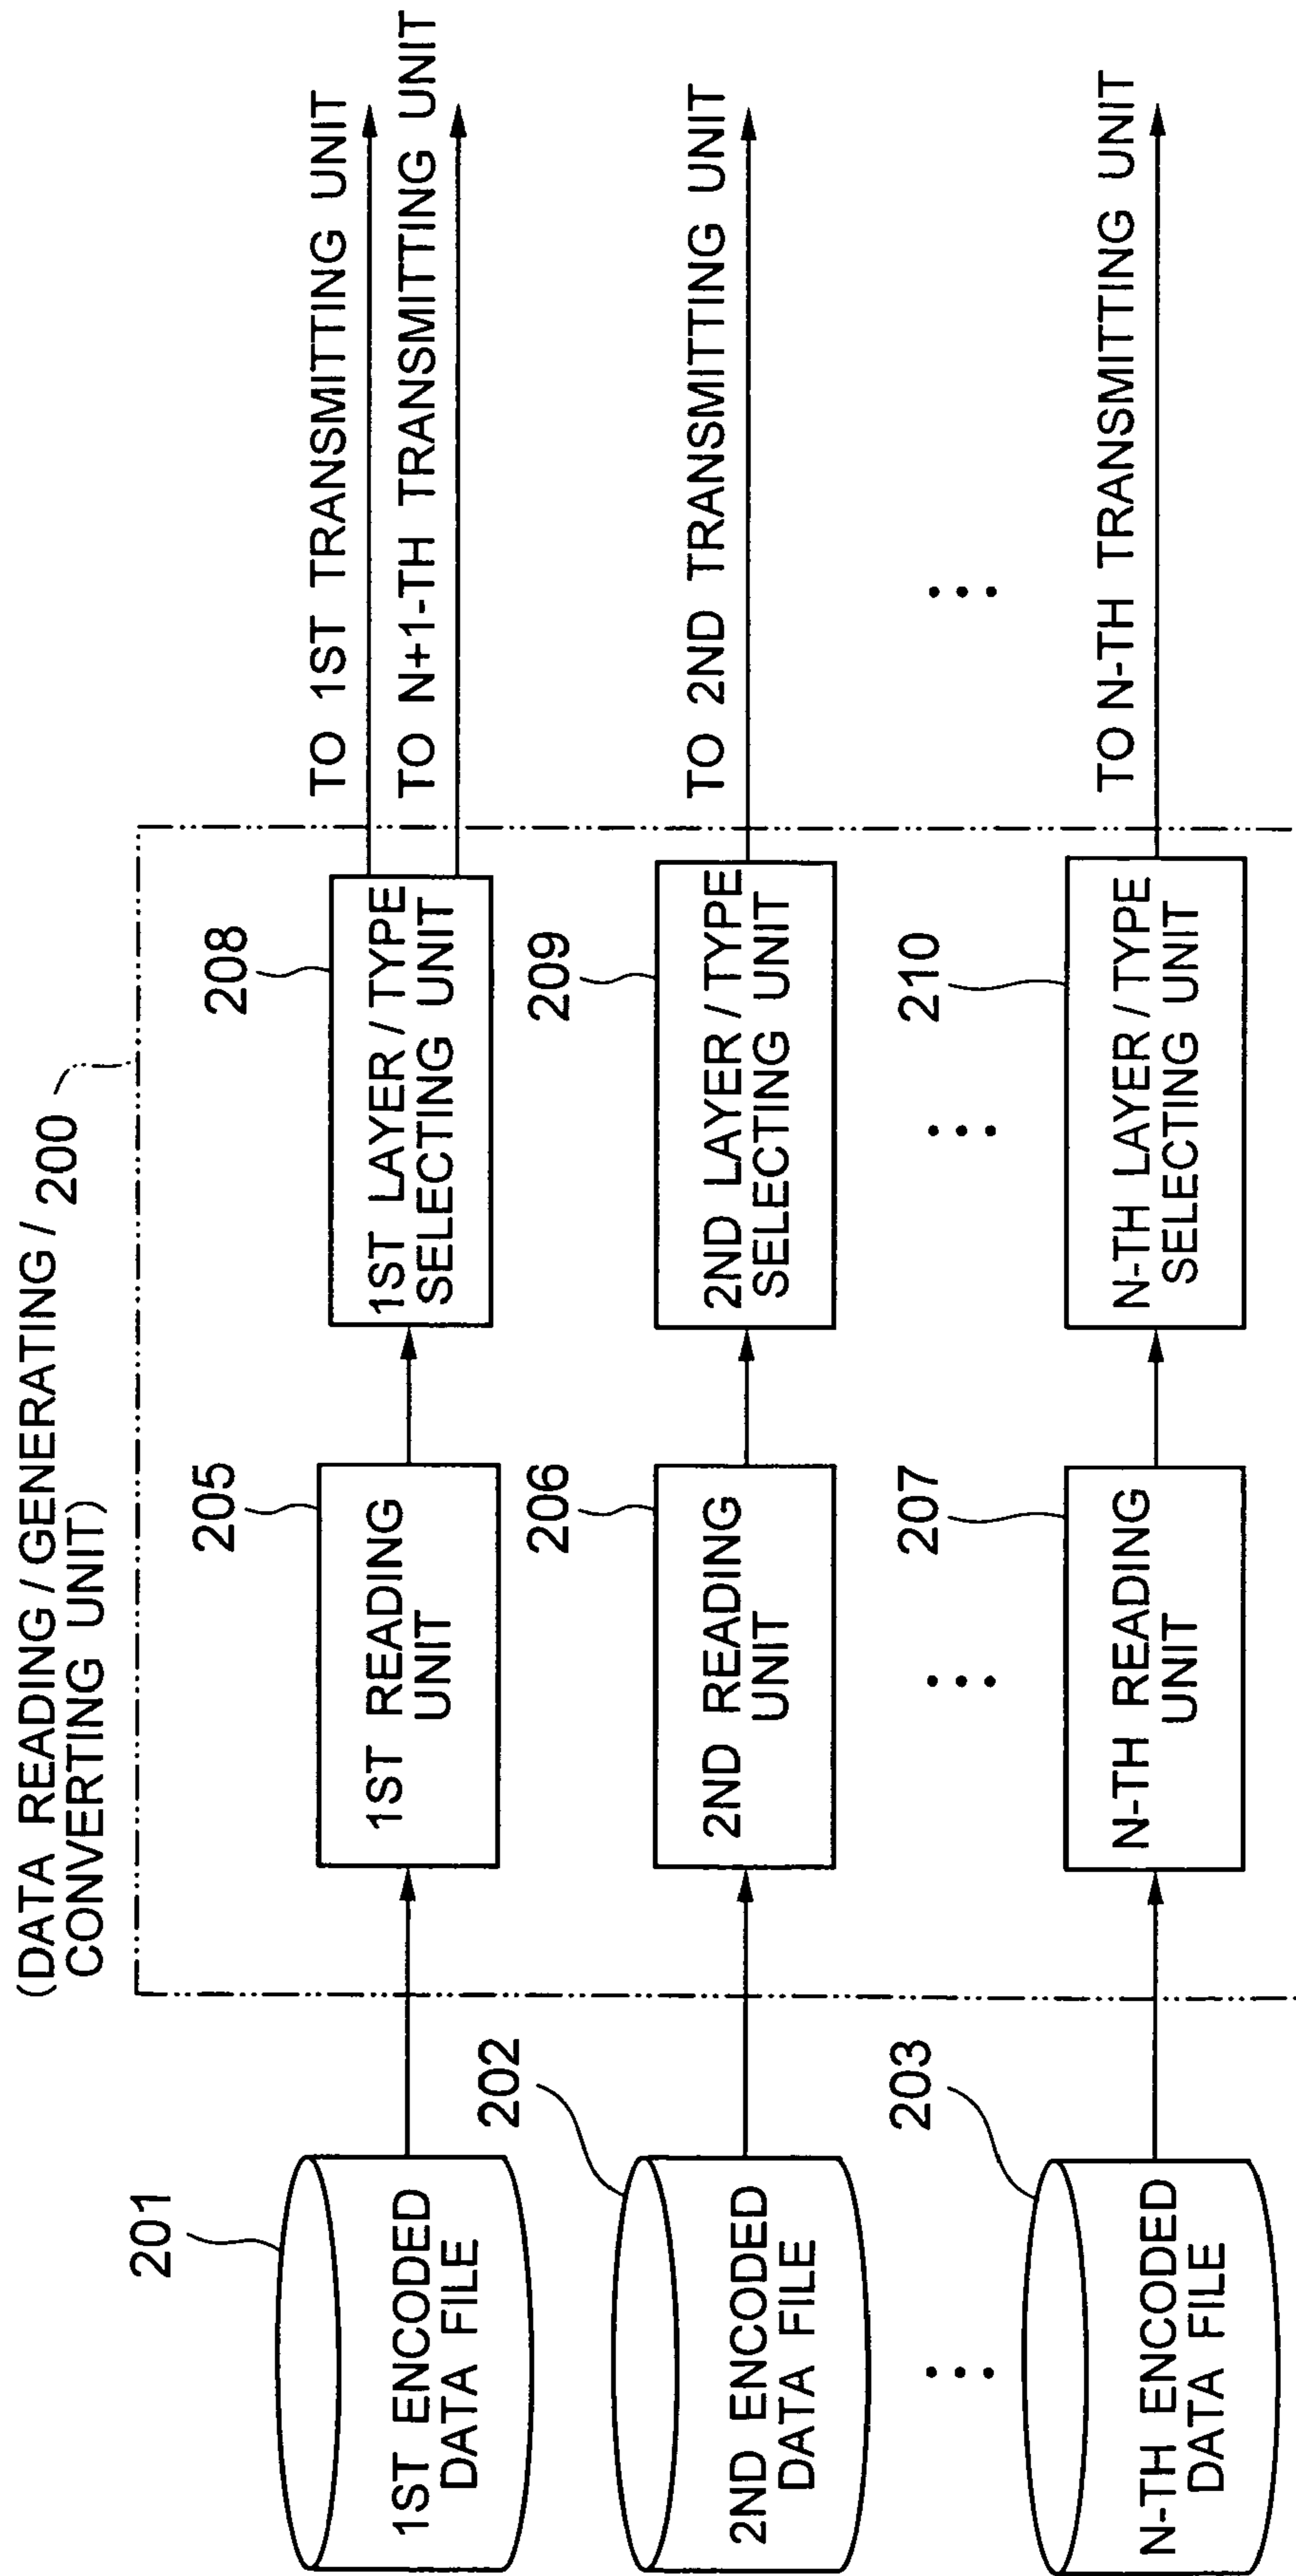 (DATA READING / GENERATING /
CONVERTING UNIT)
200
201
1ST ENCODED
DATA FILE
205
1ST READING
UNIT
208
1ST LAYER / TYPE
SELECTING UNIT
TO 1ST TRANSMITTING UNIT
TO N+1-TH TRANSMITTING UNIT
202
2ND ENCODED
DATA FILE
206
2ND READING
UNIT
209
2ND LAYER / TYPE
SELECTING UNIT
TO 2ND TRANSMITTING UNIT
...
...
...
...
203
N-TH ENCODED
DATA FILE
207
N-TH READING
UNIT
210
N-TH LAYER / TYPE
SELECTING UNIT
TO N-TH TRANSMITTING UNIT